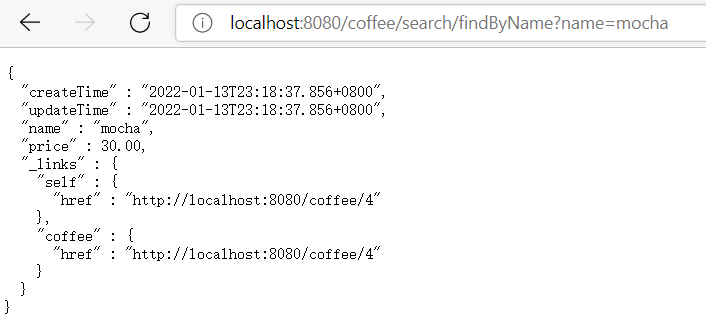 localhost:8080/coffee/search/findByName?name=mocha
{
  "createTime" : "2022-01-13T23:18:37.856+0800",
  "updateTime" : "2022-01-13T23:18:37.856+0800",
  "name" : "mocha",
  "price" : 30.00,
  "_links" : {
    "self" : {
      "href" : "http://localhost:8080/coffee/4"
    },
    "coffee" : {
      "href" : "http://localhost:8080/coffee/4"
    }
  }
}